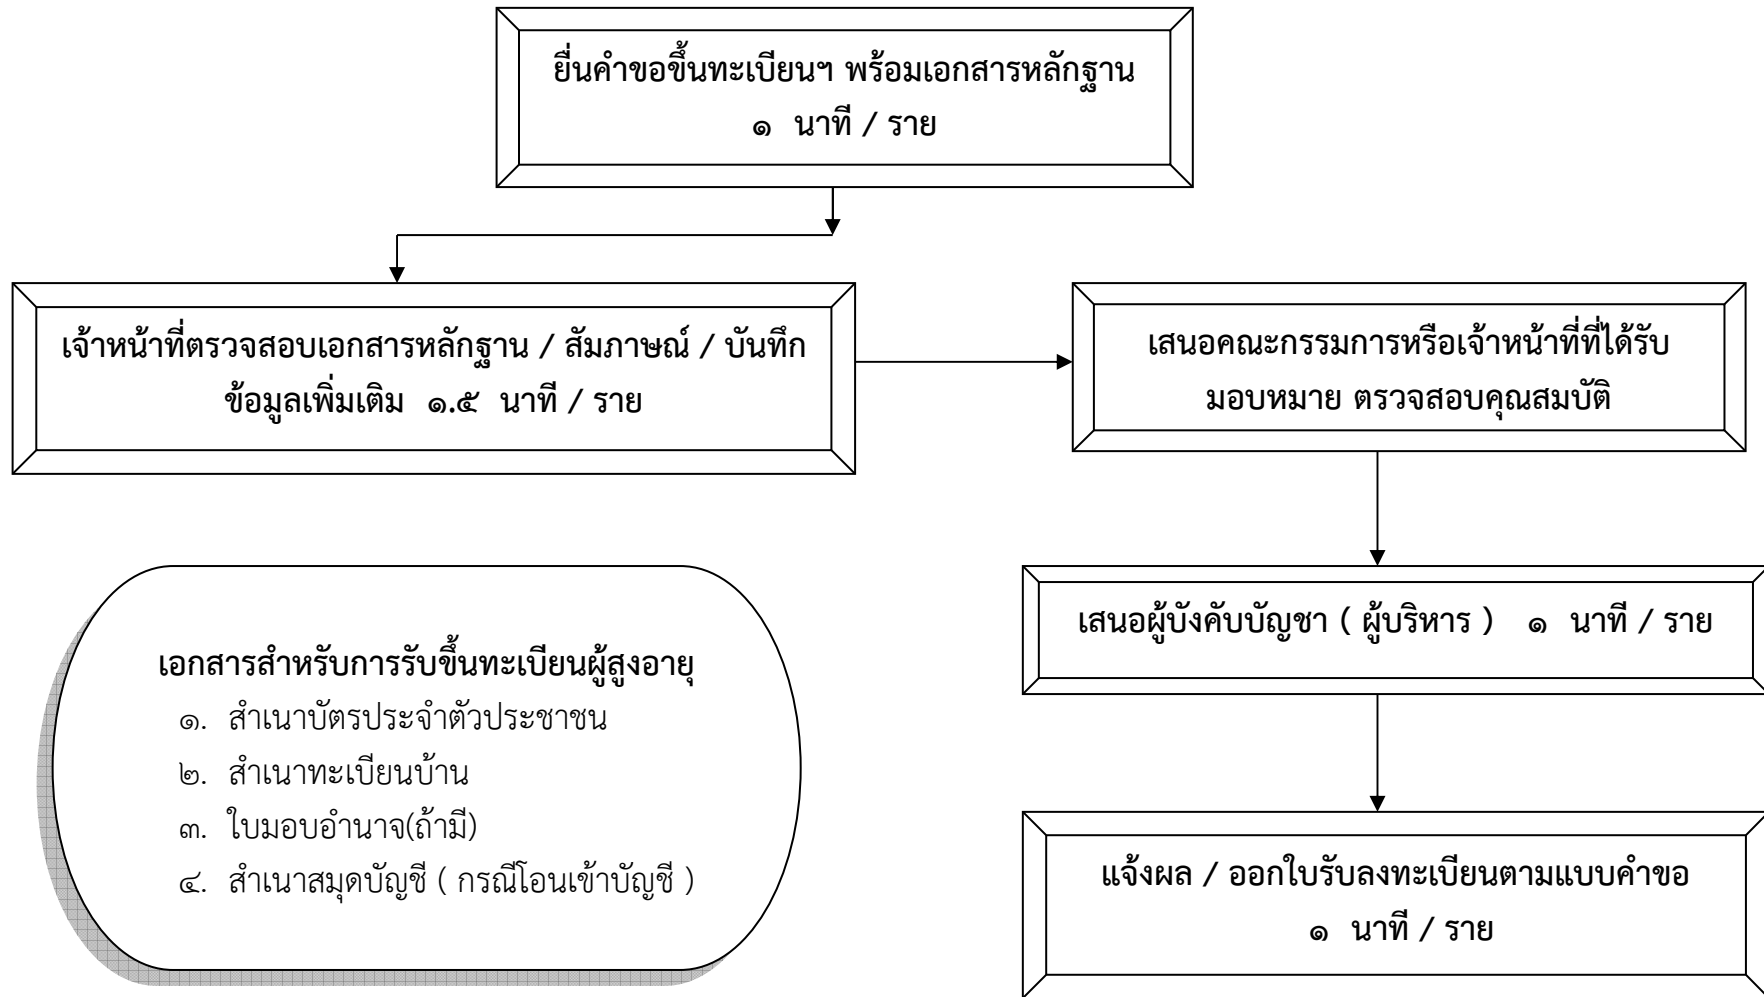 ยื่นคำขอขึ้นทะเบียนฯ พร้อมเอกสารหลักฐาน
๑ นาที / ราย
เจ้าหน้าที่ตรวจสอบเอกสารหลักฐาน / สัมภาษณ์ / บันทึก
ข้อมูลเพิ่มเติม ๑.๕ นาที / ราย
เสนอคณะกรรมการหรือเจ้าหน้าที่ที่ได้รับ
มอบหมาย ตรวจสอบคุณสมบัติ
เสนอผู้บังคับบัญชา ( ผู้บริหาร ) ๑ นาที / ราย
แจ้งผล / ออกใบรับลงทะเบียนตามแบบคำขอ
๑ นาที / ราย
เอกสารสำหรับการรับขึ้นทะเบียนผู้สูงอายุ
๑. สำเนาบัตรประจำตัวประชาชน
๒. สำเนาทะเบียนบ้าน
๓. ใบมอบอำนาจ(ถ้ามี)
๔. สำเนาสมุดบัญชี ( กรณีโอนเข้าบัญชี )